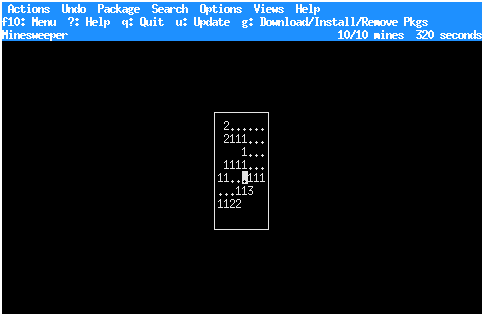 Actions Undo Package Search Options Views Help
f10: Menu ?: Help q: Quit u: Update g: Download/Install/Remove Pkgs
Minesweeper 10/10 mines 320 seconds
2......
2111...
1...
1111...
11...111
...113
1122